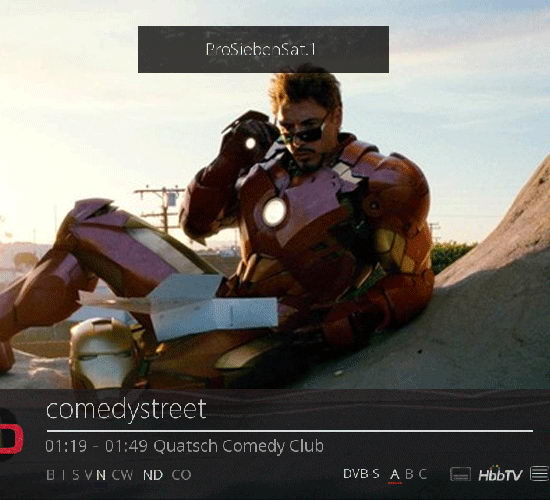 ProSiebenSat.1
comedystreet
01:19 - 01:49 Quatsch Comedy Club
B I S V N CW ND CO DVB S A B C HbbTV